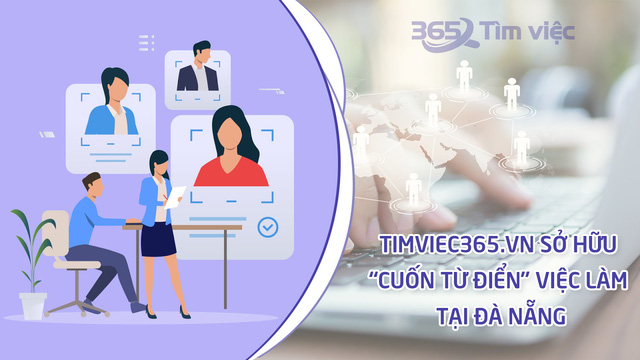 365 Tìm việc
TIMVIEC365.VN SỞ HỮU
“CUỐN TỪ ĐIỂN” VIỆC LÀM
TẠI ĐÀ NẴNG